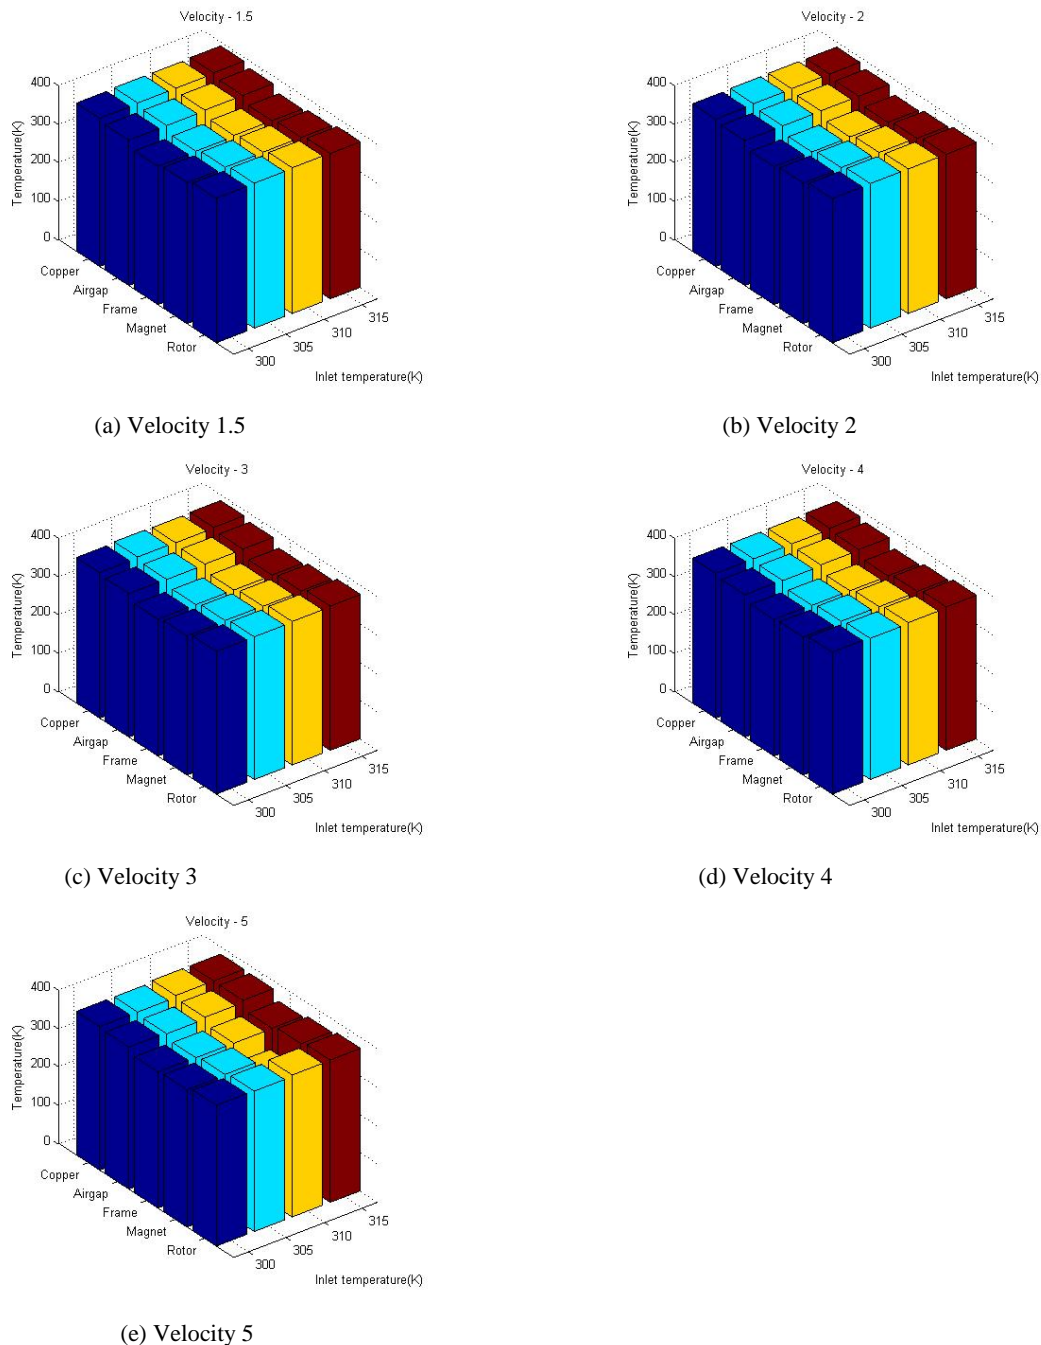 Velocity - 1.5
400
300
200
100
0
Temperature(K)
Copper
Airgap
Frame
Magnet
Rotor
300
305
310
315
Inlet temperature(K)
(a) Velocity 1.5
Velocity - 2
400
300
200
100
0
Temperature(K)
Copper
Airgap
Frame
Magnet
Rotor
300
305
310
315
Inlet temperature(K)
(b) Velocity 2
Velocity - 3
400
300
200
100
0
Temperature(K)
Copper
Airgap
Frame
Magnet
Rotor
300
305
310
315
Inlet temperature(K)
(c) Velocity 3
Velocity - 4
400
300
200
100
0
Temperature(K)
Copper
Airgap
Frame
Magnet
Rotor
300
305
310
315
Inlet temperature(K)
(d) Velocity 4
Velocity - 5
400
300
200
100
0
Temperature(K)
Copper
Airgap
Frame
Magnet
Rotor
300
305
310
315
Inlet temperature(K)
(e) Velocity 5